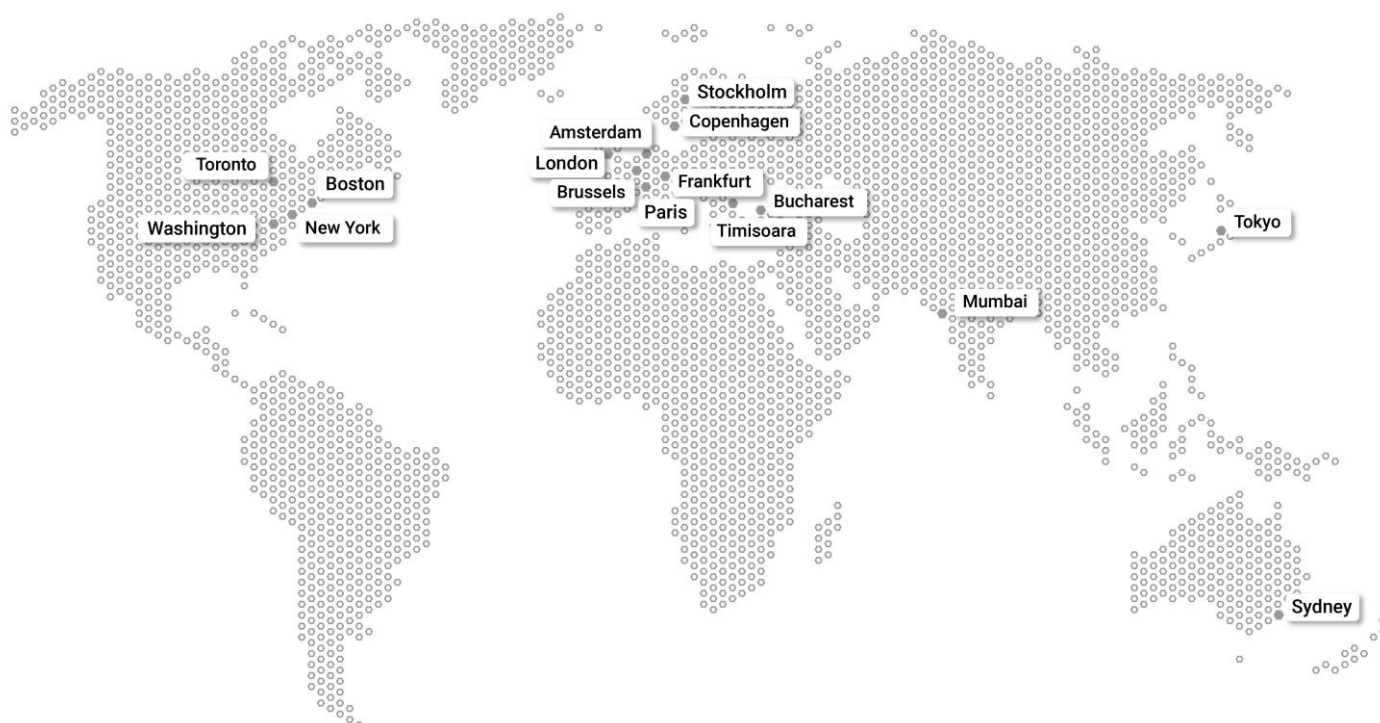 Stockholm
Copenhagen
Amsterdam
London
Toronto
Boston
Frankfurt
Brussels
Bucharest
Paris
Tokyo
Washington
New York
Timisoara
Mumbai
Sydney